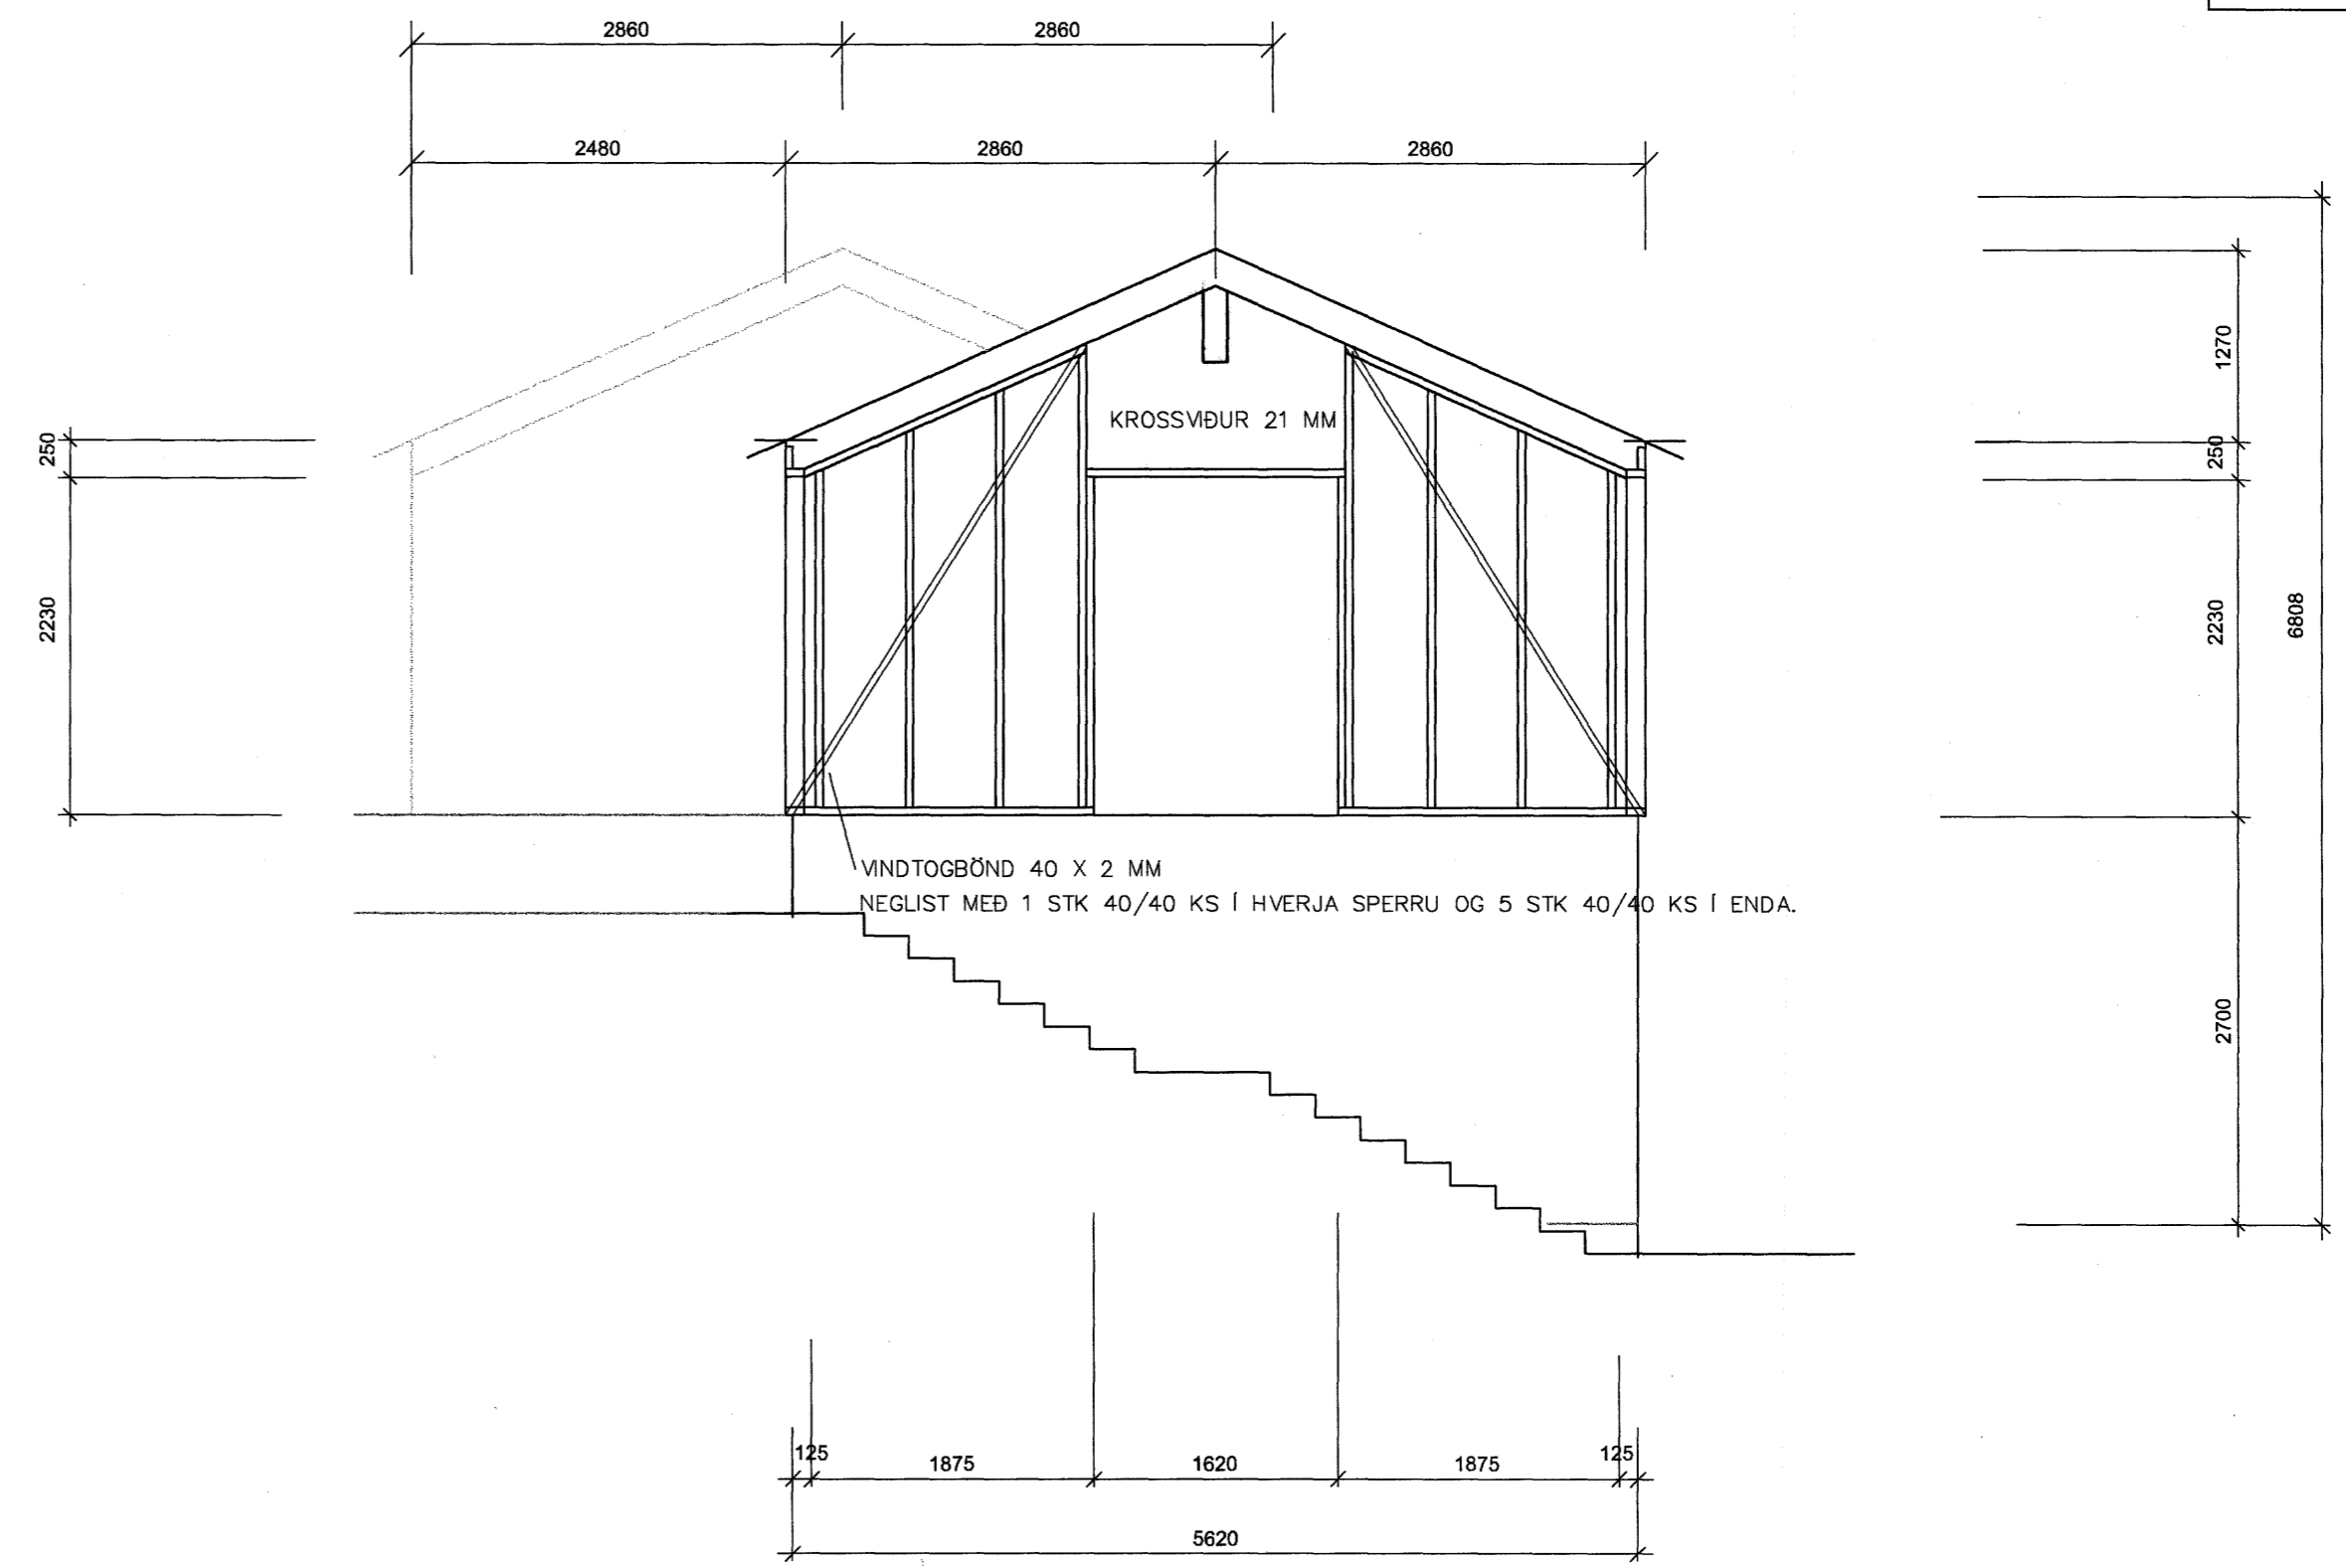 2860 2860
2480 2860 2860
1270
250
250
KROSSVIÐUR 21 MM
2230
2230
6808
VINDTOGBÖND 40 X 2 MM
NEGLIST MEÐ 1 STK 40/40 KS Í HVERJA SPERRU OG 5 STK 40/40 KS Í ENDA.
2700
125 125
1875 1620 1875
5620